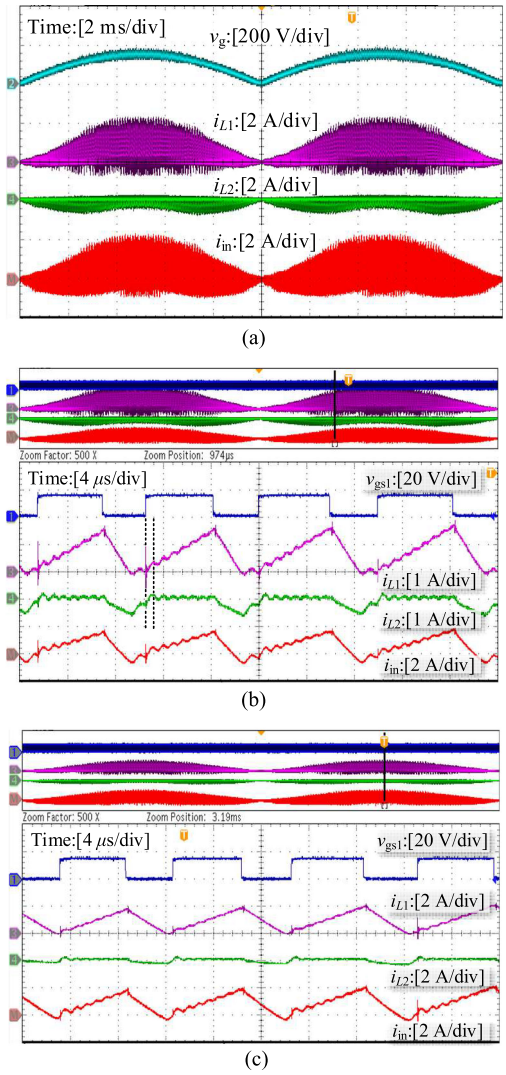 Time:[2 ms/div]
vg:[200 V/div]
iL1:[2 A/div]
iL2:[2 A/div]
iin:[2 A/div]
(a)
Zoom Factor: 500 X Zoom Position: 974μs
Time:[4 μs/div]
vgs1:[20 V/div]
iL1:[1 A/div]
iL2:[1 A/div]
iin:[2 A/div]
(b)
Zoom Factor: 500 X Zoom Position: 3.19ms
Time:[4 μs/div]
vgs1:[20 V/div]
iL1:[2 A/div]
iL2:[2 A/div]
iin:[2 A/div]
(c)